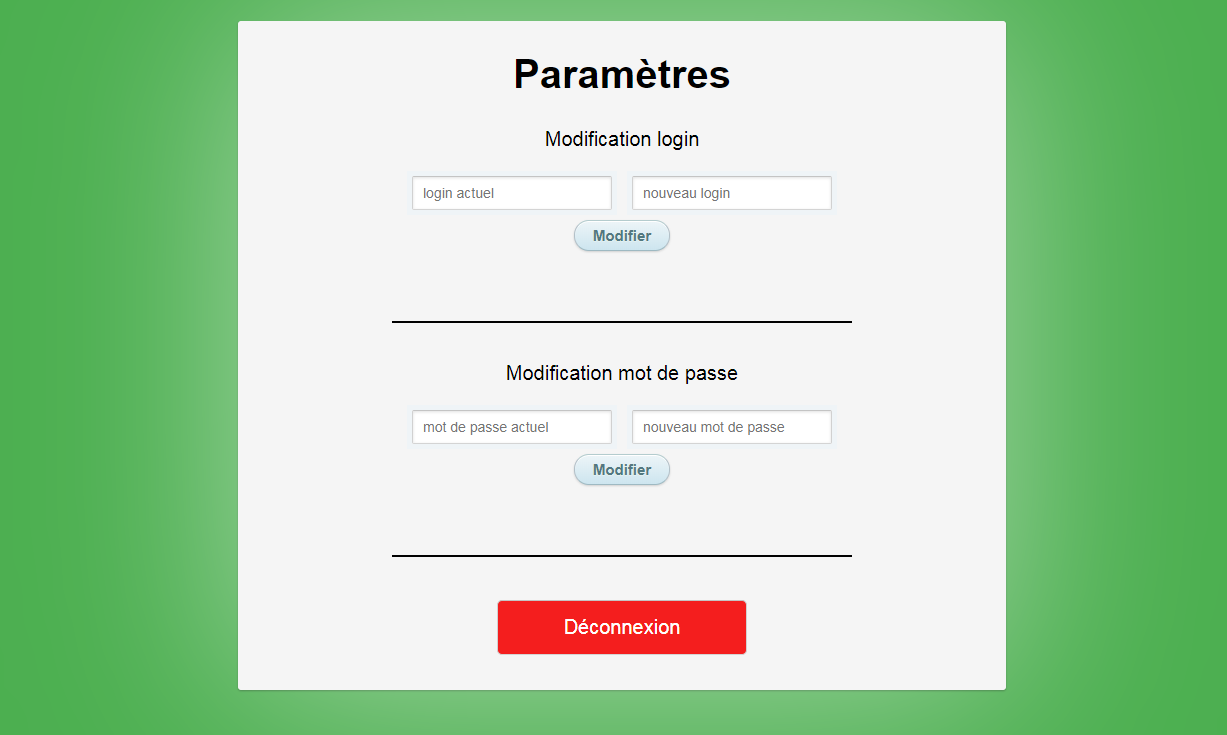 Paramètres
Modification login
login actuel nouveau login
Modifier
Modification mot de passe
mot de passe actuel nouveau mot de passe
Modifier
Déconnexion